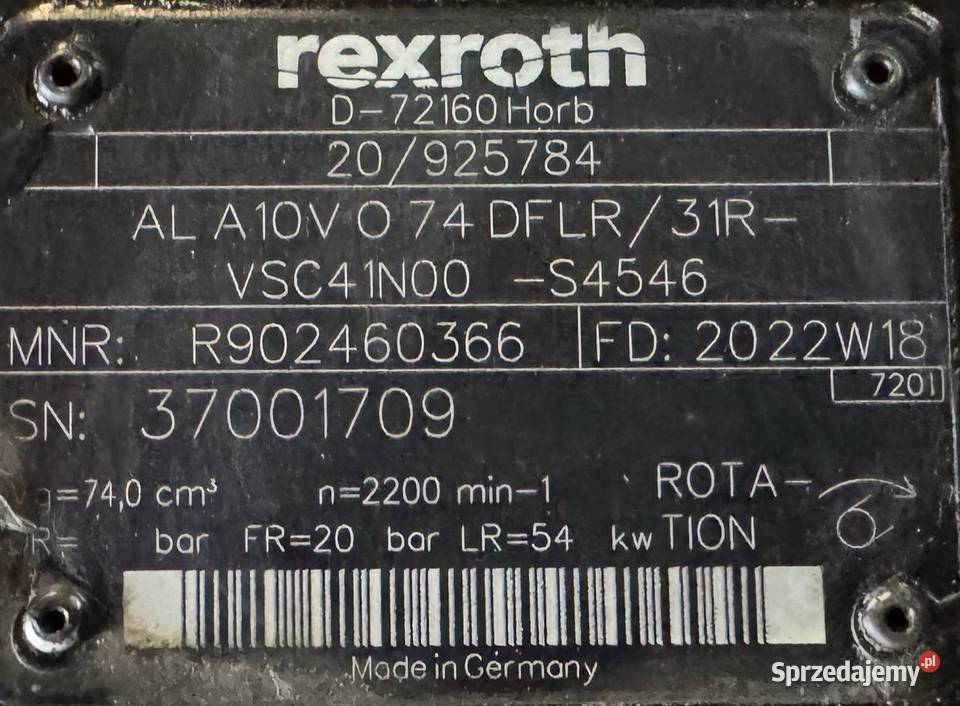 rexroth
D-72160 Horb
20/925784
AL A10V O 74 DFLR/31R-
VSC41N00 -S4546
MNR: R902460366 FD: 2022W18
7201
SN: 37001709
=74,0 cm³ n=2200 min-1 ROTA-
R= bar FR=20 bar LR=54 kw TION
Made in Germany
Sprzedajemy.pl